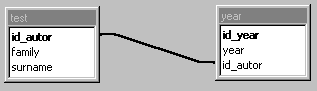 test
id_autor
family
surname
year
id_year
year
id_autor